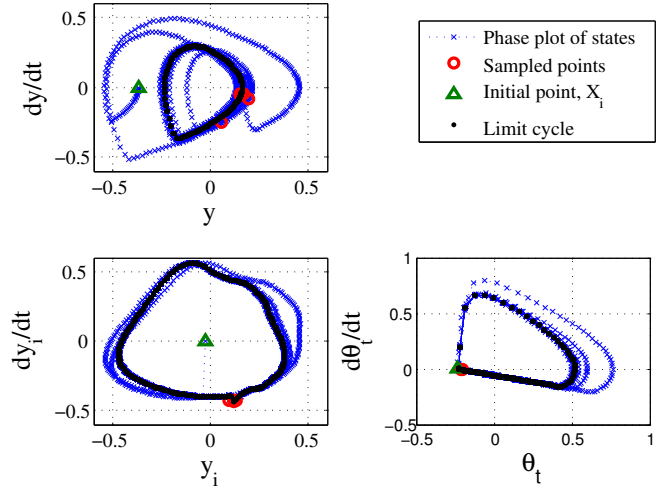 0.5
0
−0.5
−0.5
0
0.5
y
dy/dt
Phase plot of states
Sampled points
Initial point, X_i
Limit cycle
0.5
0
−0.5
−0.5
0
0.5
y_i
dy_i/dt
1
0.5
0
−0.5
−0.5
0
0.5
1
θ_t
dθ_t/dt